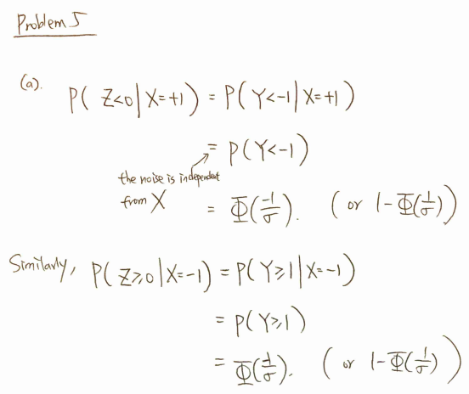 Problem 5
(a). P( Z<0 | X=+1 ) = P( Y<-1 | X=+1 )
= P(Y<-1)
the noise is independent from X
= Φ(-1/σ). ( or 1-Φ(1/σ) )
Similarly, P( Z≥0 | X=-1 ) = P( Y≥1 | X=-1 )
= P(Y≥1)
= Φ(1/σ). ( or 1-Φ(1/σ) )